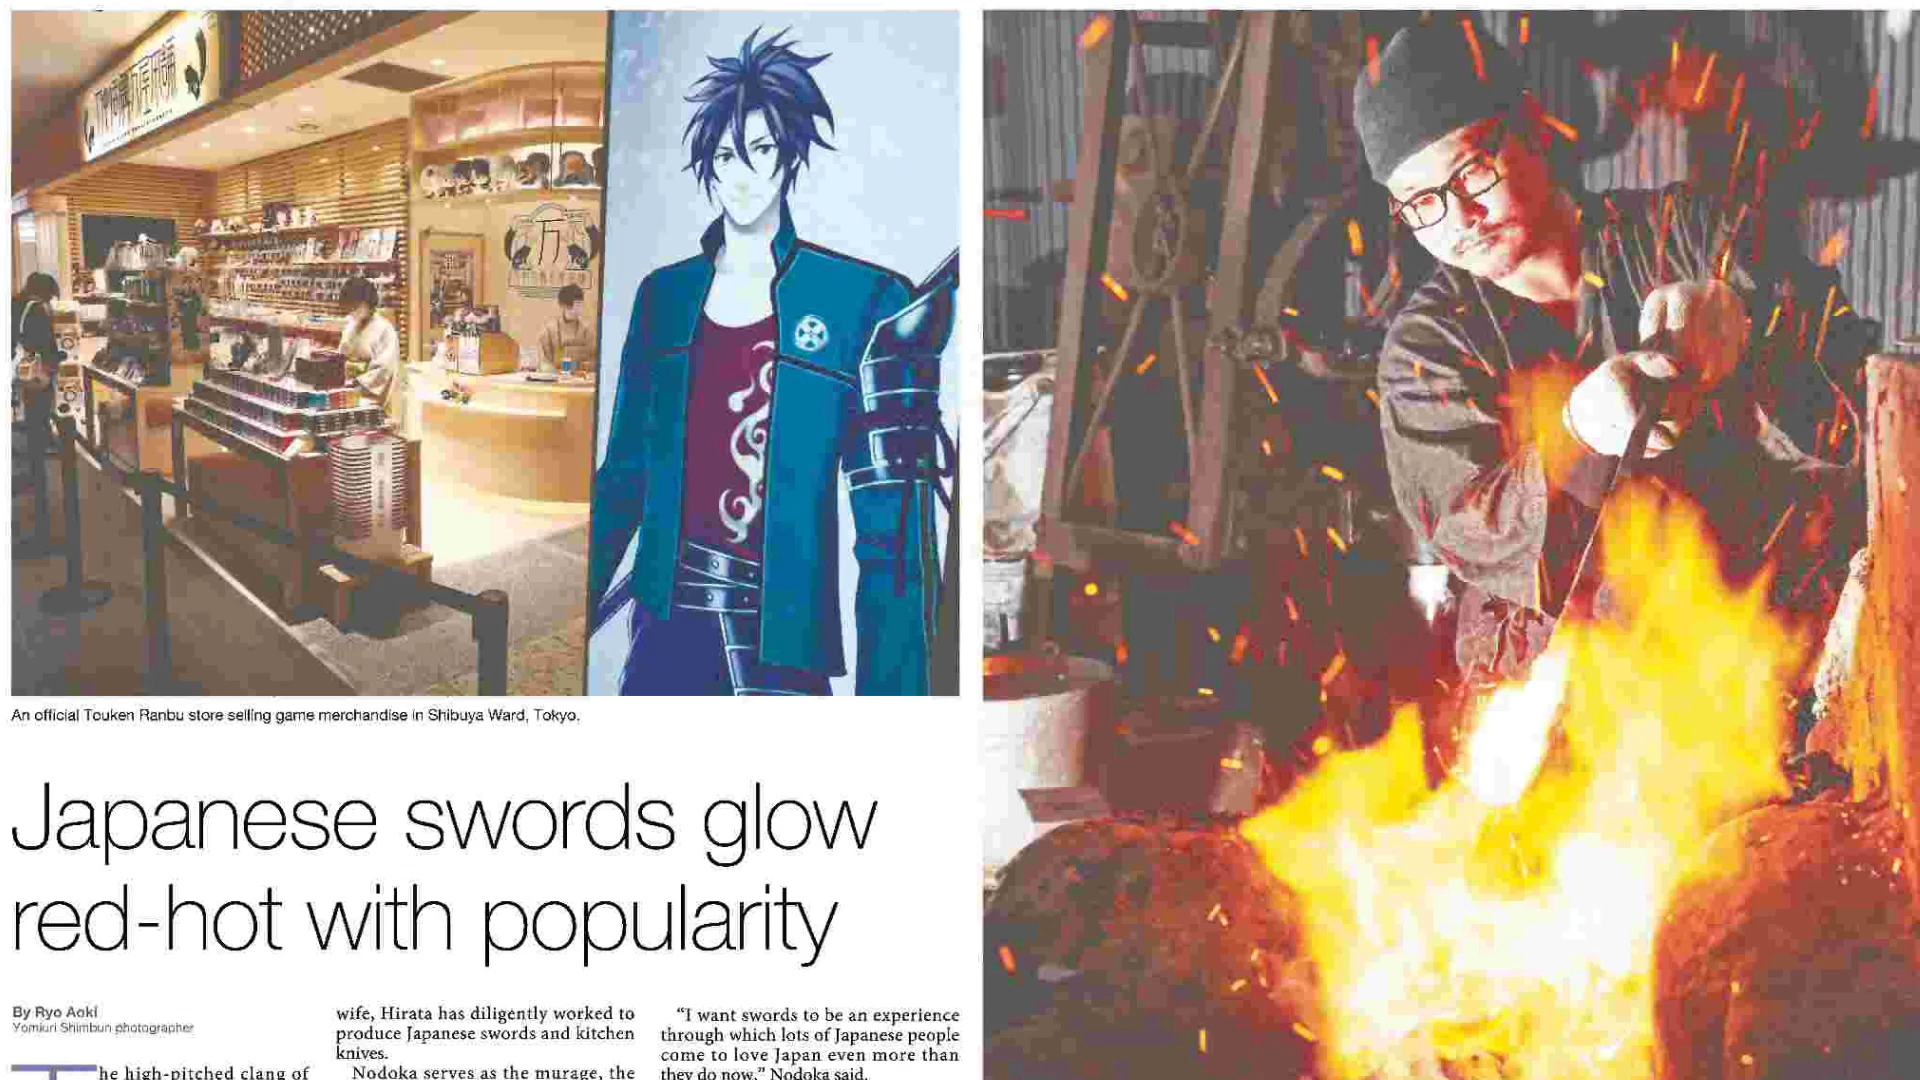 An official Touken Ranbu store selling game merchandise in Shibuya Ward, Tokyo.
Japanese swords glow
red-hot with popularity
By Ryo Aoki
Yomiuri Shimbun photographer
The high-pitched clang of
wife, Hirata has diligently worked to
produce Japanese swords and kitchen
knives.
Nodoka serves as the murage, the
“I want swords to be an experience
through which lots of Japanese people
come to love Japan even more than
they do now,” Nodoka said.